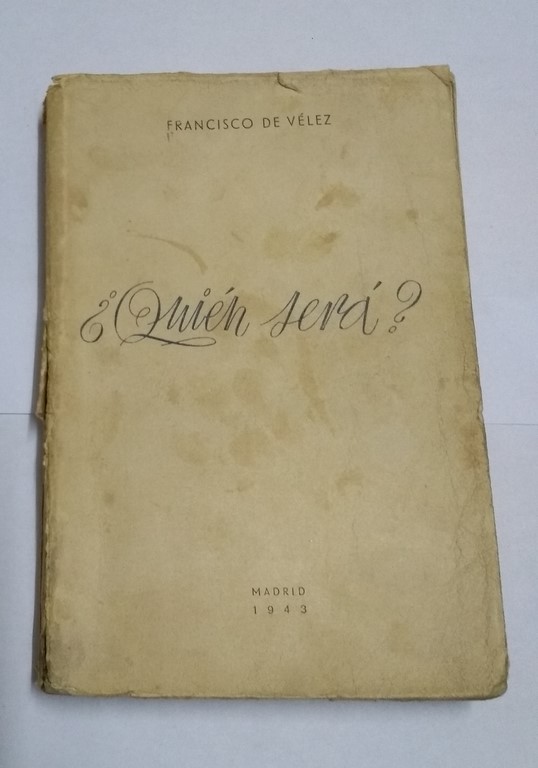 FRANCISCO DE VÉLEZ
¿Quién será?
MADRID
1943